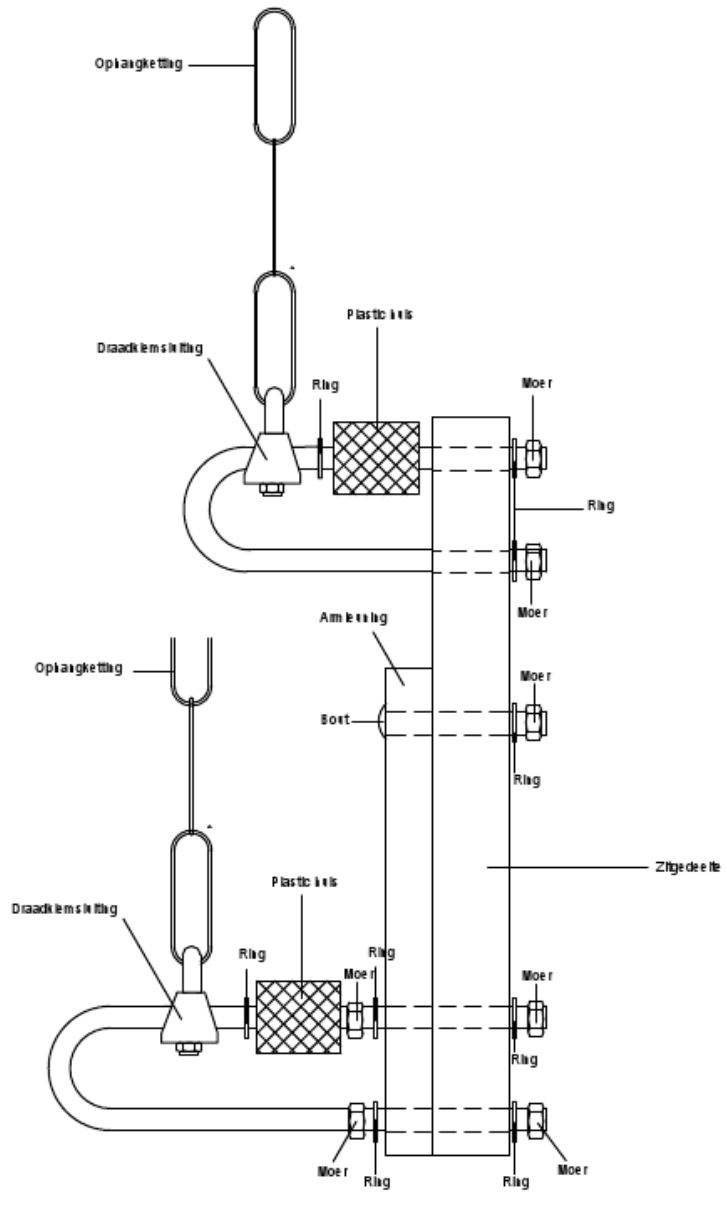 Ophangketting
Plastic huls
Draadklemsluiting
Ring
Moer
Ring
Moer
Armleuning
Ophangketting
Moer
Bout
Ring
Zitgedeelte
Plastic huls
Draadklemsluiting
Ring
Ring
Moer
Moer
Ring
Moer
Moer
Ring
Ring